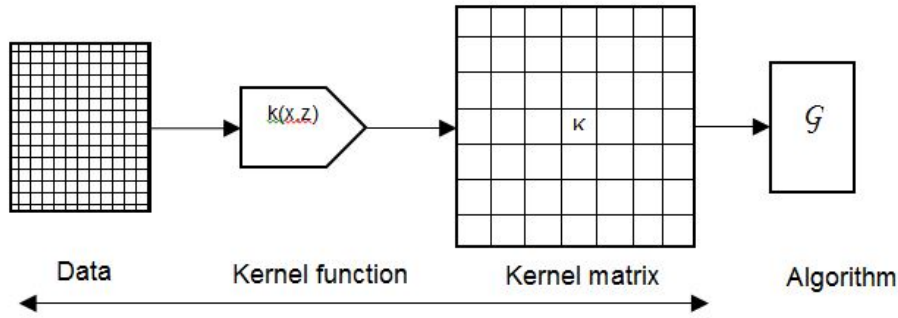 k(x,z)
K
𝒢
Data
Kernel function
Kernel matrix
Algorithm